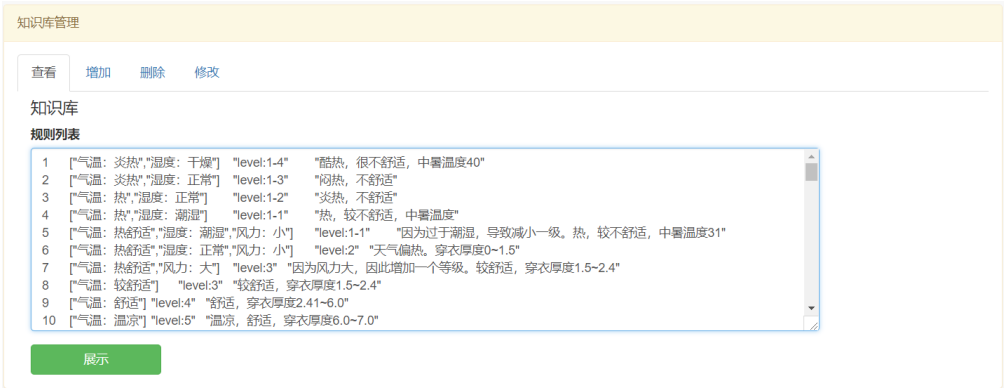 知识库管理
查看 增加 删除 修改
知识库
规则列表
1 ["气温：炎热","湿度：干燥"] "level:1-4" "酷热，很不舒适，中暑温度40"
2 ["气温：炎热","湿度：正常"] "level:1-3" "闷热，不舒适"
3 ["气温：热","湿度：正常"] "level:1-2" "炎热，不舒适"
4 ["气温：热","湿度：潮湿"] "level:1-1" "热，较不舒适，中暑温度"
5 ["气温：热舒适","湿度：潮湿","风力：小"] "level:1-1" "因为过于潮湿，导致减小一级。热，较不舒适，中暑温度31"
6 ["气温：热舒适","湿度：正常","风力：小"] "level:2" "天气偏热。穿衣厚度0~1.5"
7 ["气温：热舒适","风力：大"] "level:3" "因为风力大，因此增加一个等级。较舒适，穿衣厚度1.5~2.4"
8 ["气温：较舒适"] "level:3" "较舒适，穿衣厚度1.5~2.4"
9 ["气温：舒适"] "level:4" "舒适，穿衣厚度2.41~6.0"
10 ["气温：温凉"] "level:5" "温凉，舒适，穿衣厚度6.0~7.0"
展示